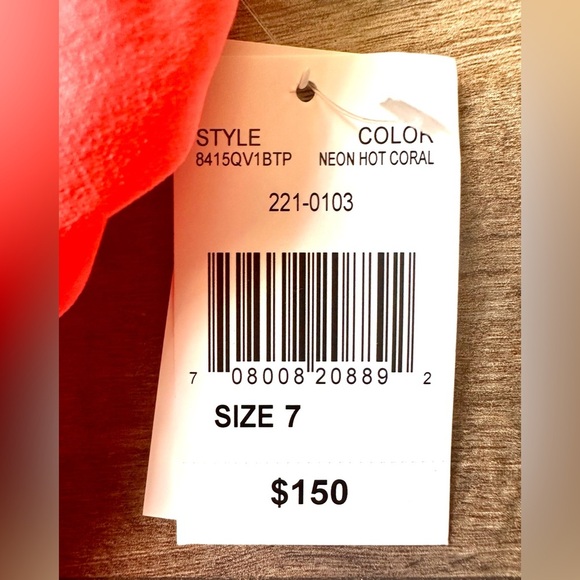 STYLE COLOR
8415QV1BTP NEON HOT CORAL
221-0103
7 08008 20889 2
SIZE 7
$150